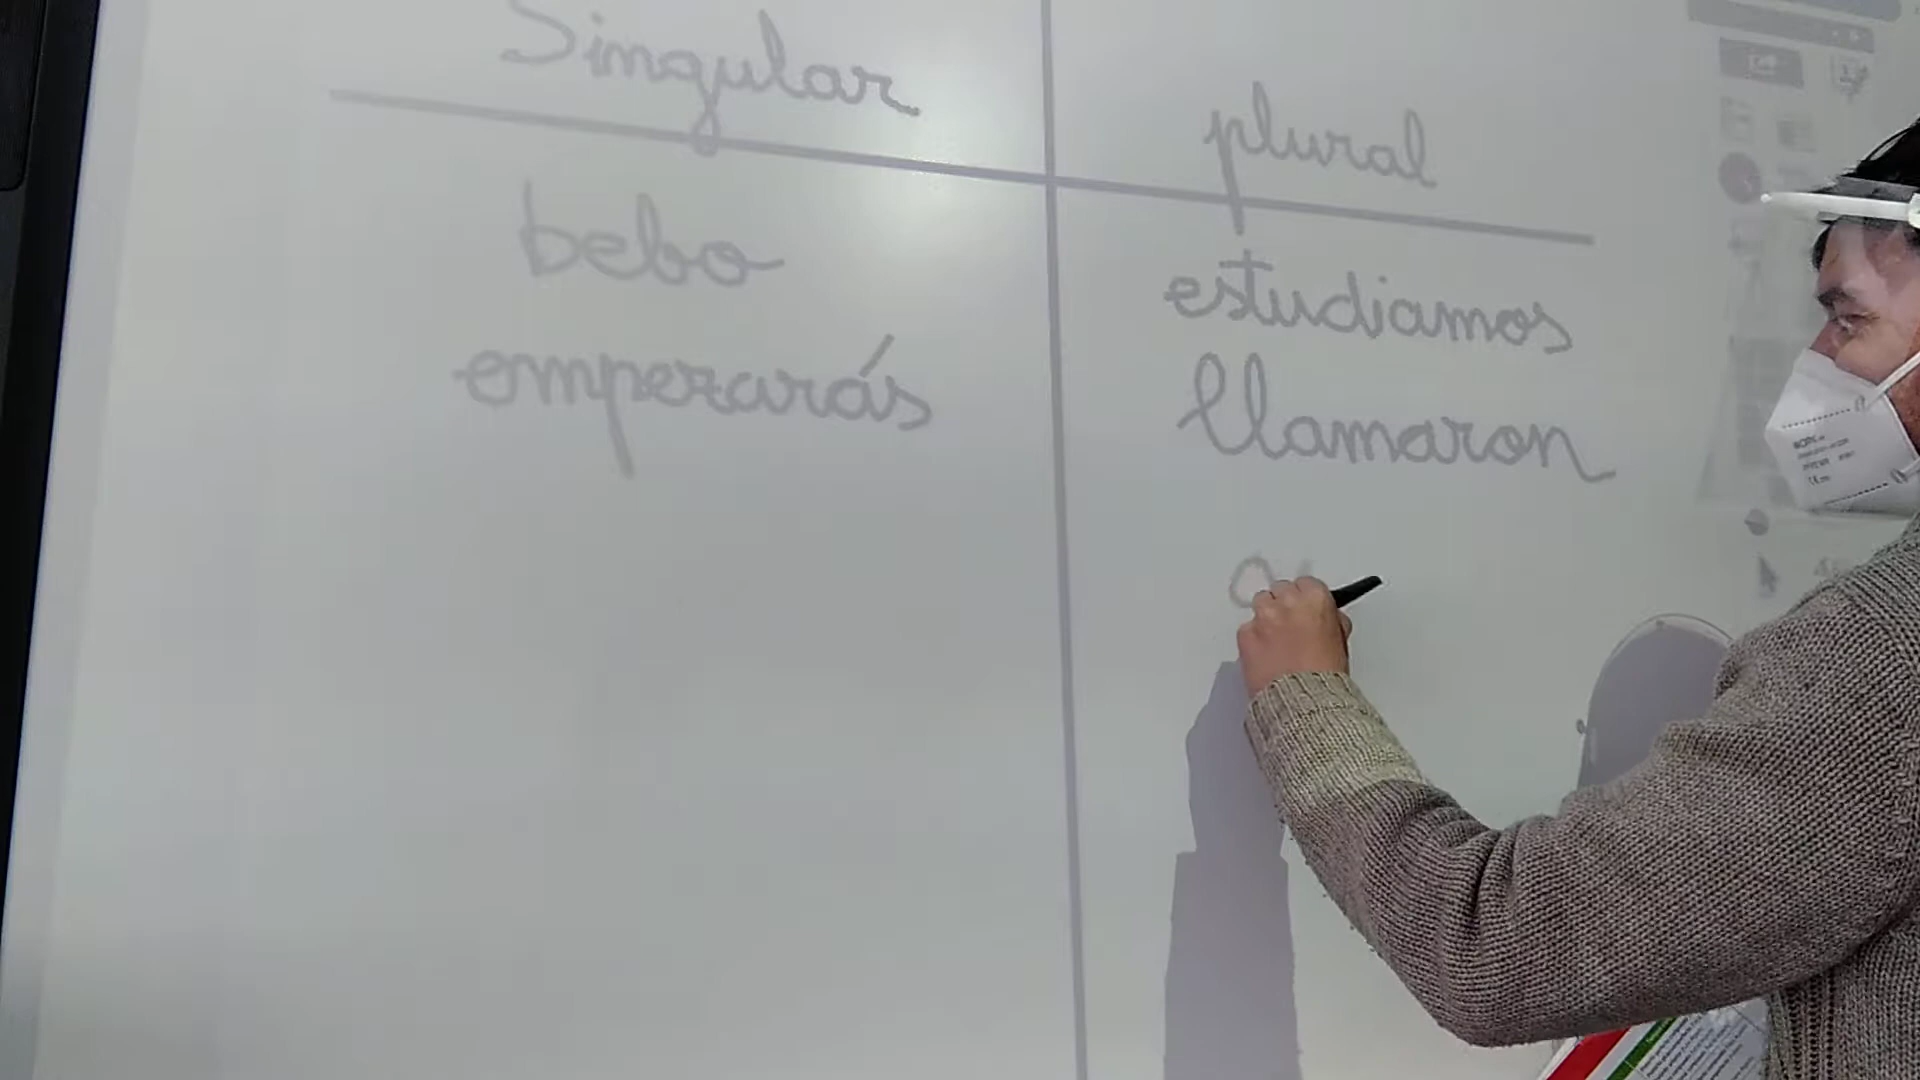 Singular
plural
bebo
estudiamos
emperarás
llamaron